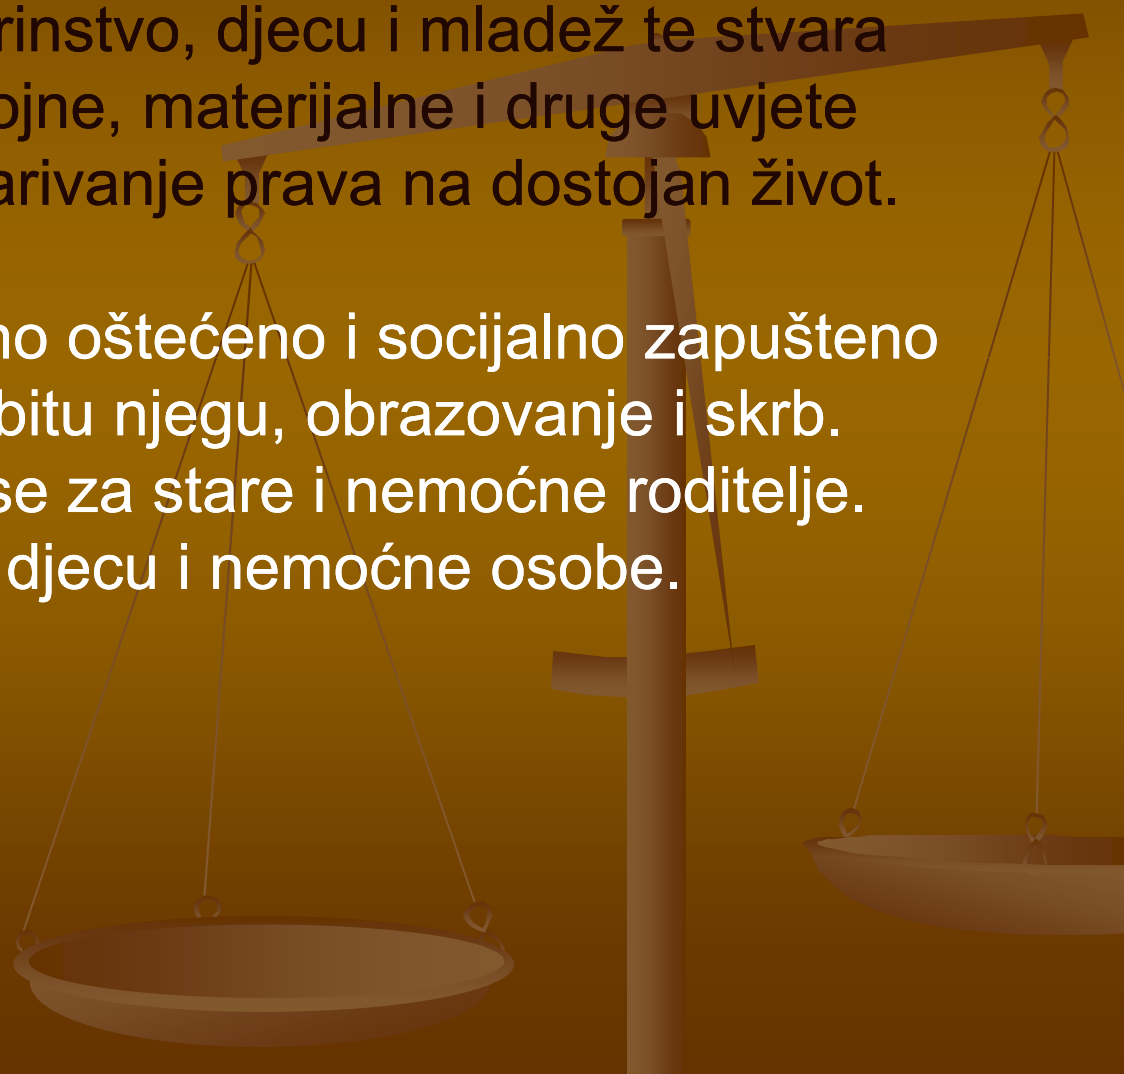 rinstvo, djecu i mladež te stvara
ojne, materijalne i druge uvjete
arivanje prava na dostojan život.
no oštećeno i socijalno zapušteno
bitu njegu, obrazovanje i skrb.
se za stare i nemoćne roditelje.
djecu i nemoćne osobe.